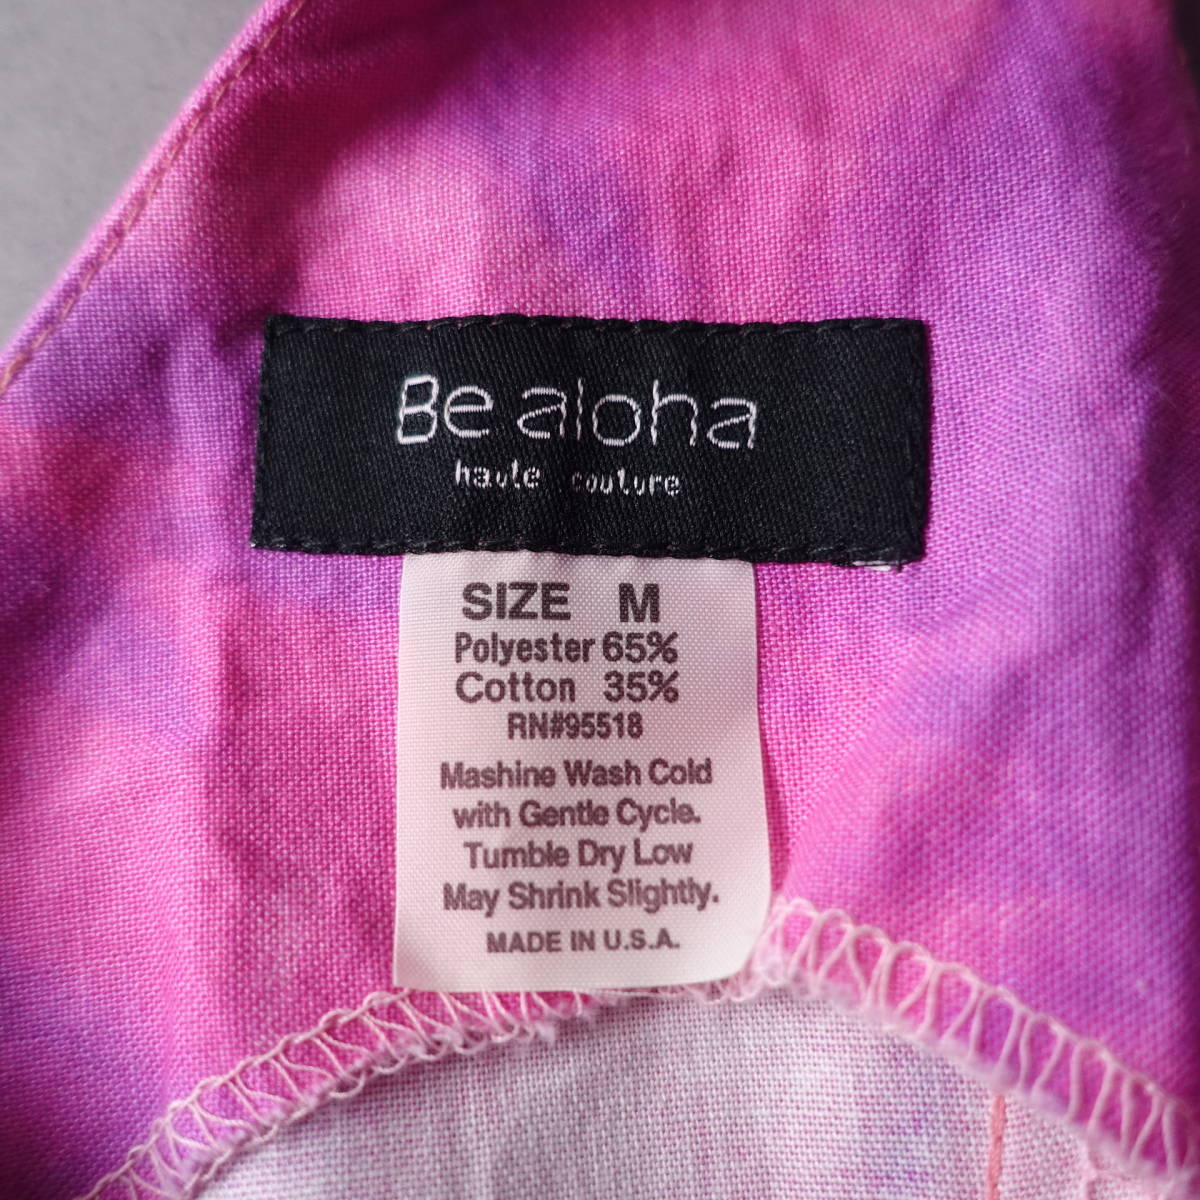 Be aloha
haute couture
SIZE M
Polyester 65%
Cotton 35%
RN#95518
Mashine Wash Cold
with Gentle Cycle.
Tumble Dry Low
May Shrink Slightly.
MADE IN U.S.A.